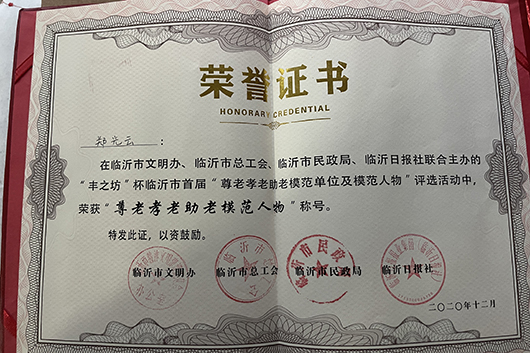 荣誉证书
HONORARY CREDENTIAL
郑光云：
在临沂市文明办、临沂市总工会、临沂市民政局、临沂日报社联合主办的
“丰之坊”杯临沂市首届“尊老孝老助老模范单位及模范人物”评选活动中，
荣获“尊老孝老助老模范人物”称号。
特发此证，以资鼓励。
临沂市文明办 临沂市总工会 临沂市民政局 临沂日报社
二〇二〇年十二月